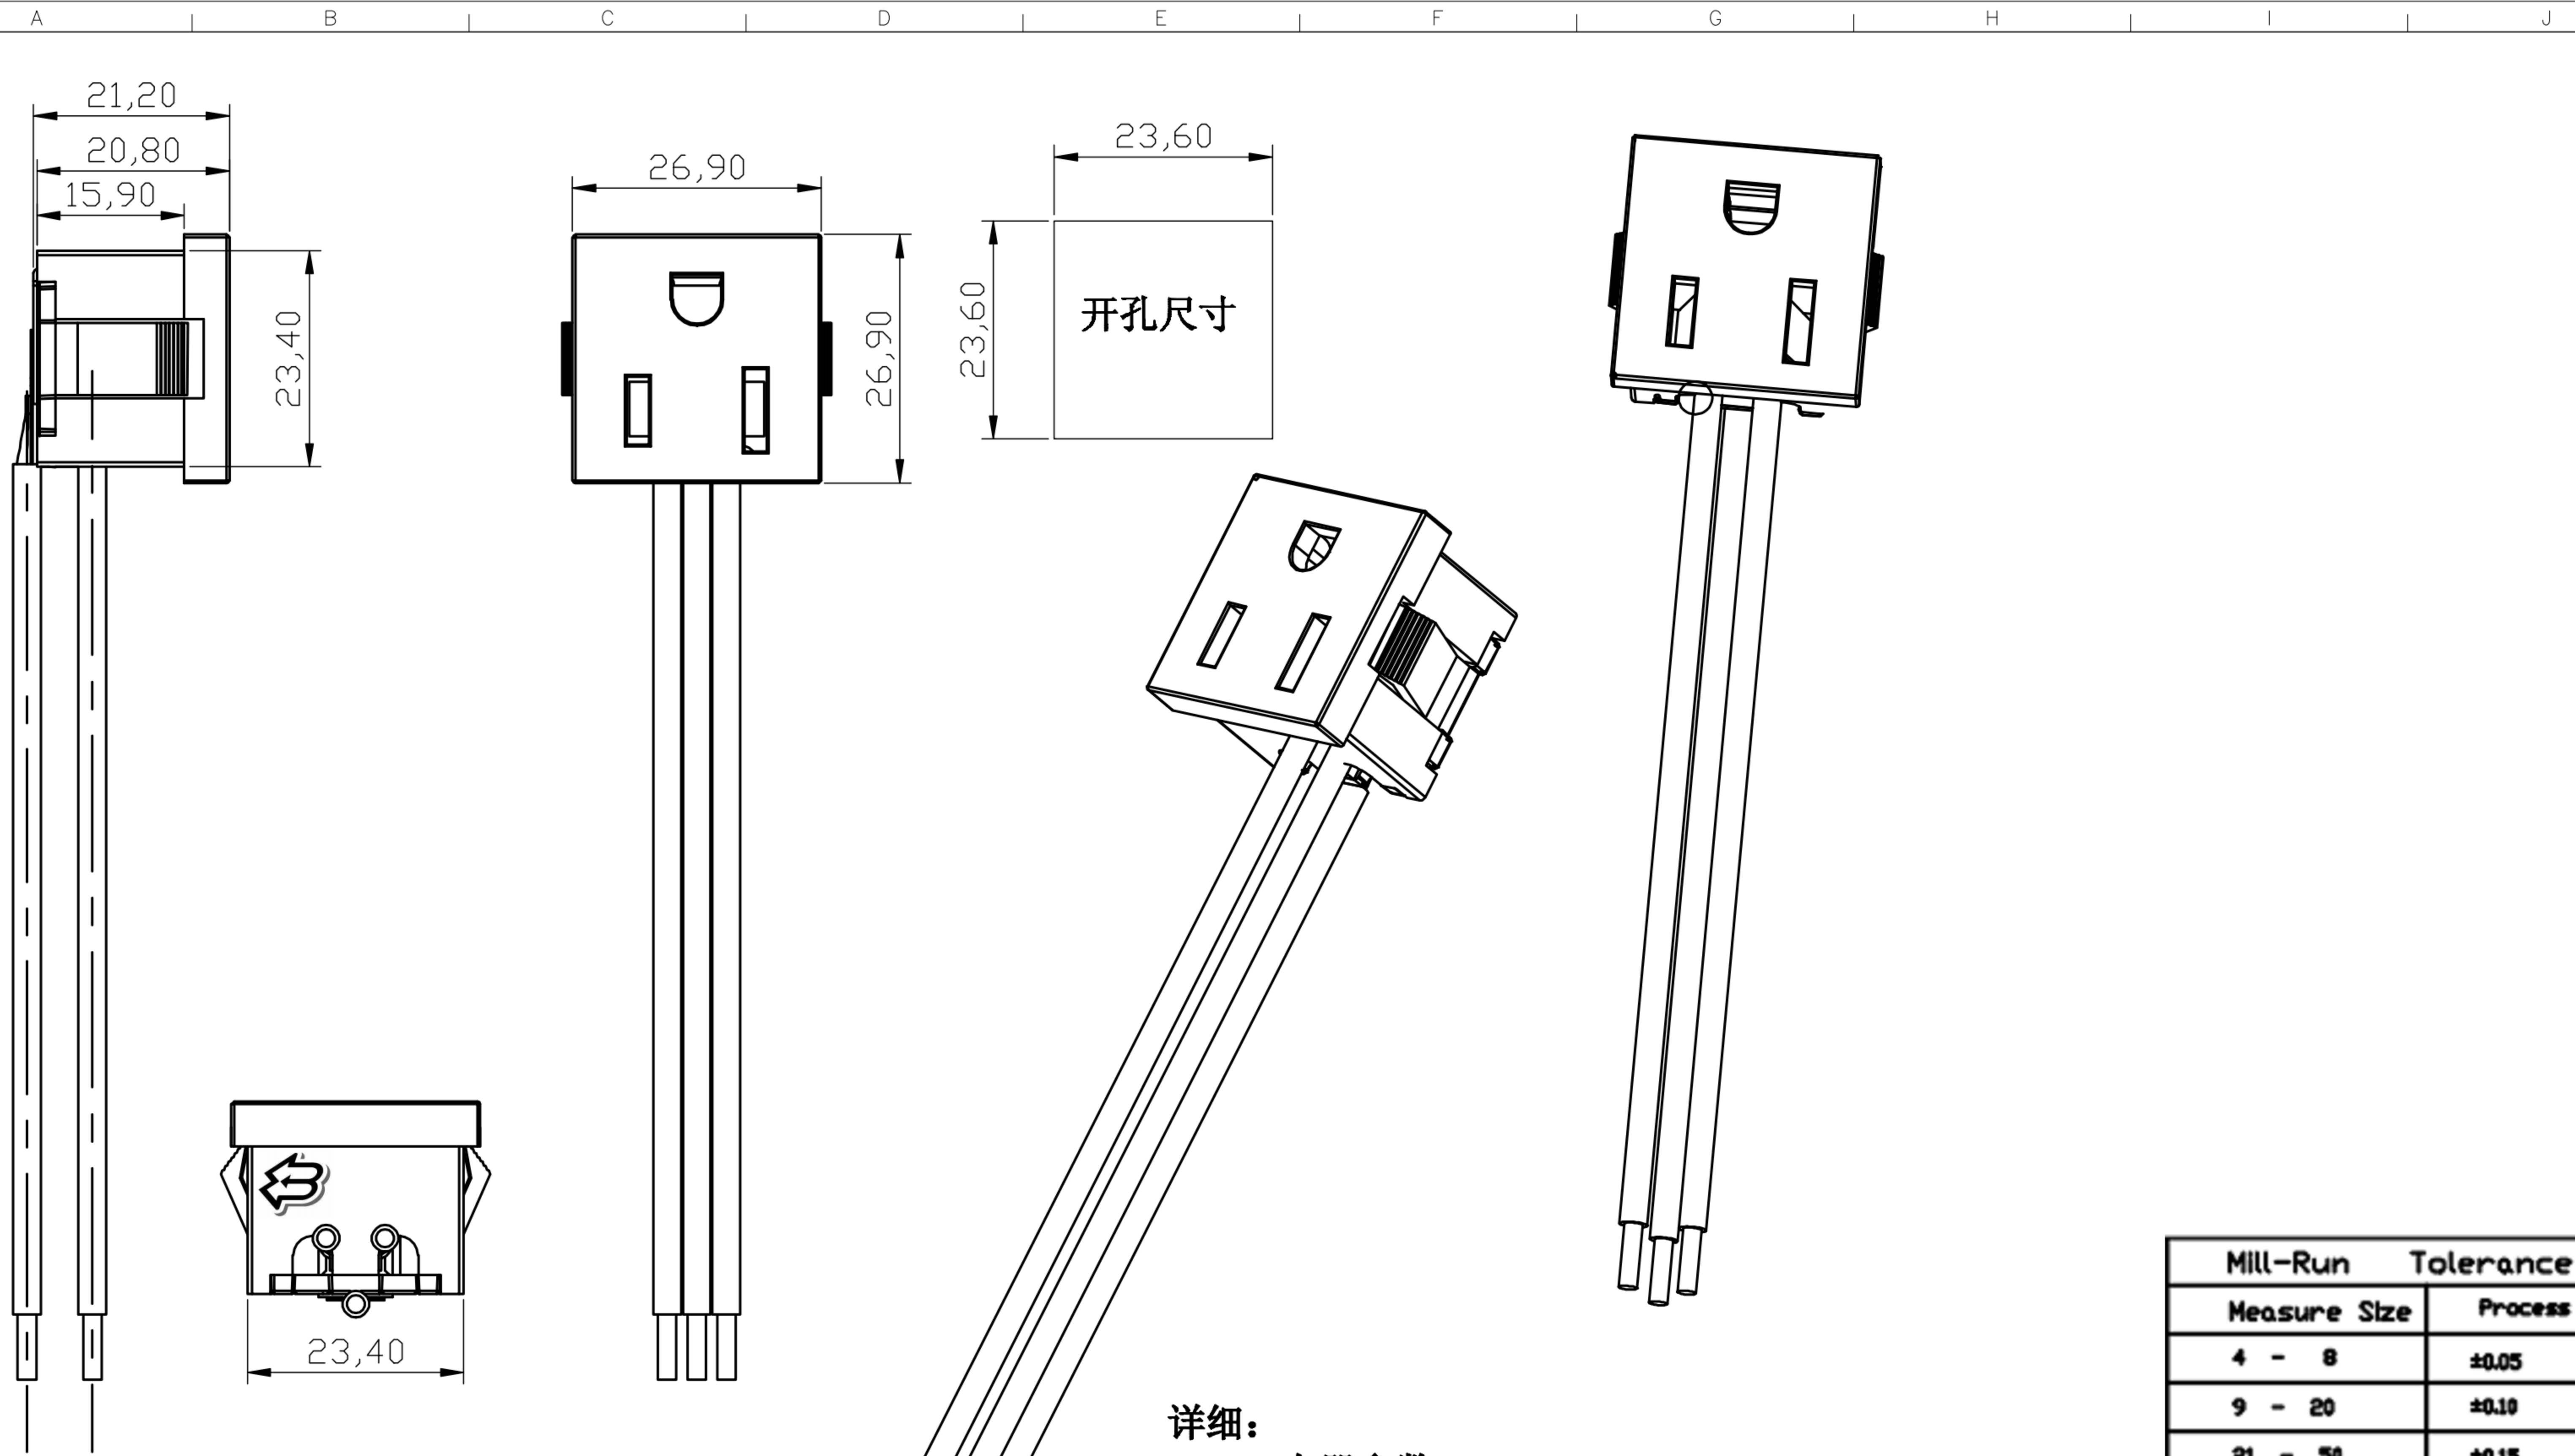 A B C D E F G H I J
21,20
20,80
15,90
23,40
26,90
26,90
23,60
23,60
开孔尺寸
23,40
详细：
Mill-Run Tolerance
Measure Size Process
4 - 8 ±0.05
9 - 20 ±0.10